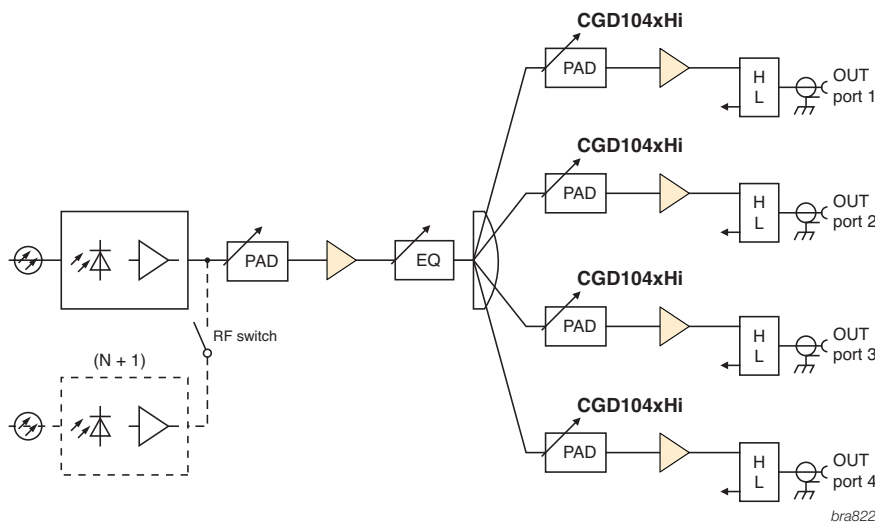 CGD104xHi
PAD
H
L
OUT
port 1
CGD104xHi
PAD
H
L
OUT
port 2
PAD
EQ
CGD104xHi
PAD
H
L
OUT
port 3
RF switch
(N + 1)
CGD104xHi
PAD
H
L
OUT
port 4
bra822